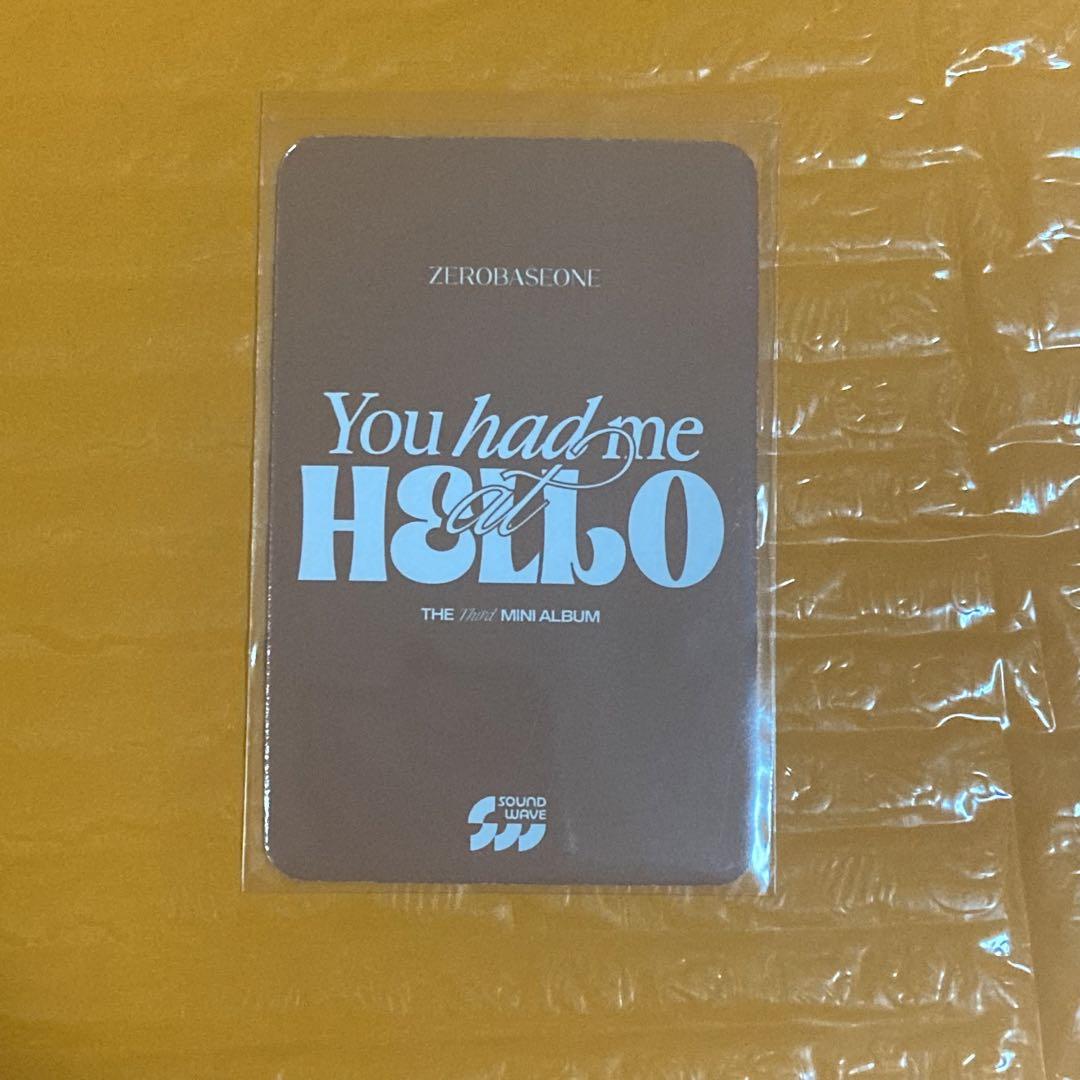 ZEROBASEONE
You had me
at
HELLO
THE Third MINI ALBUM
SOUND
WAVE